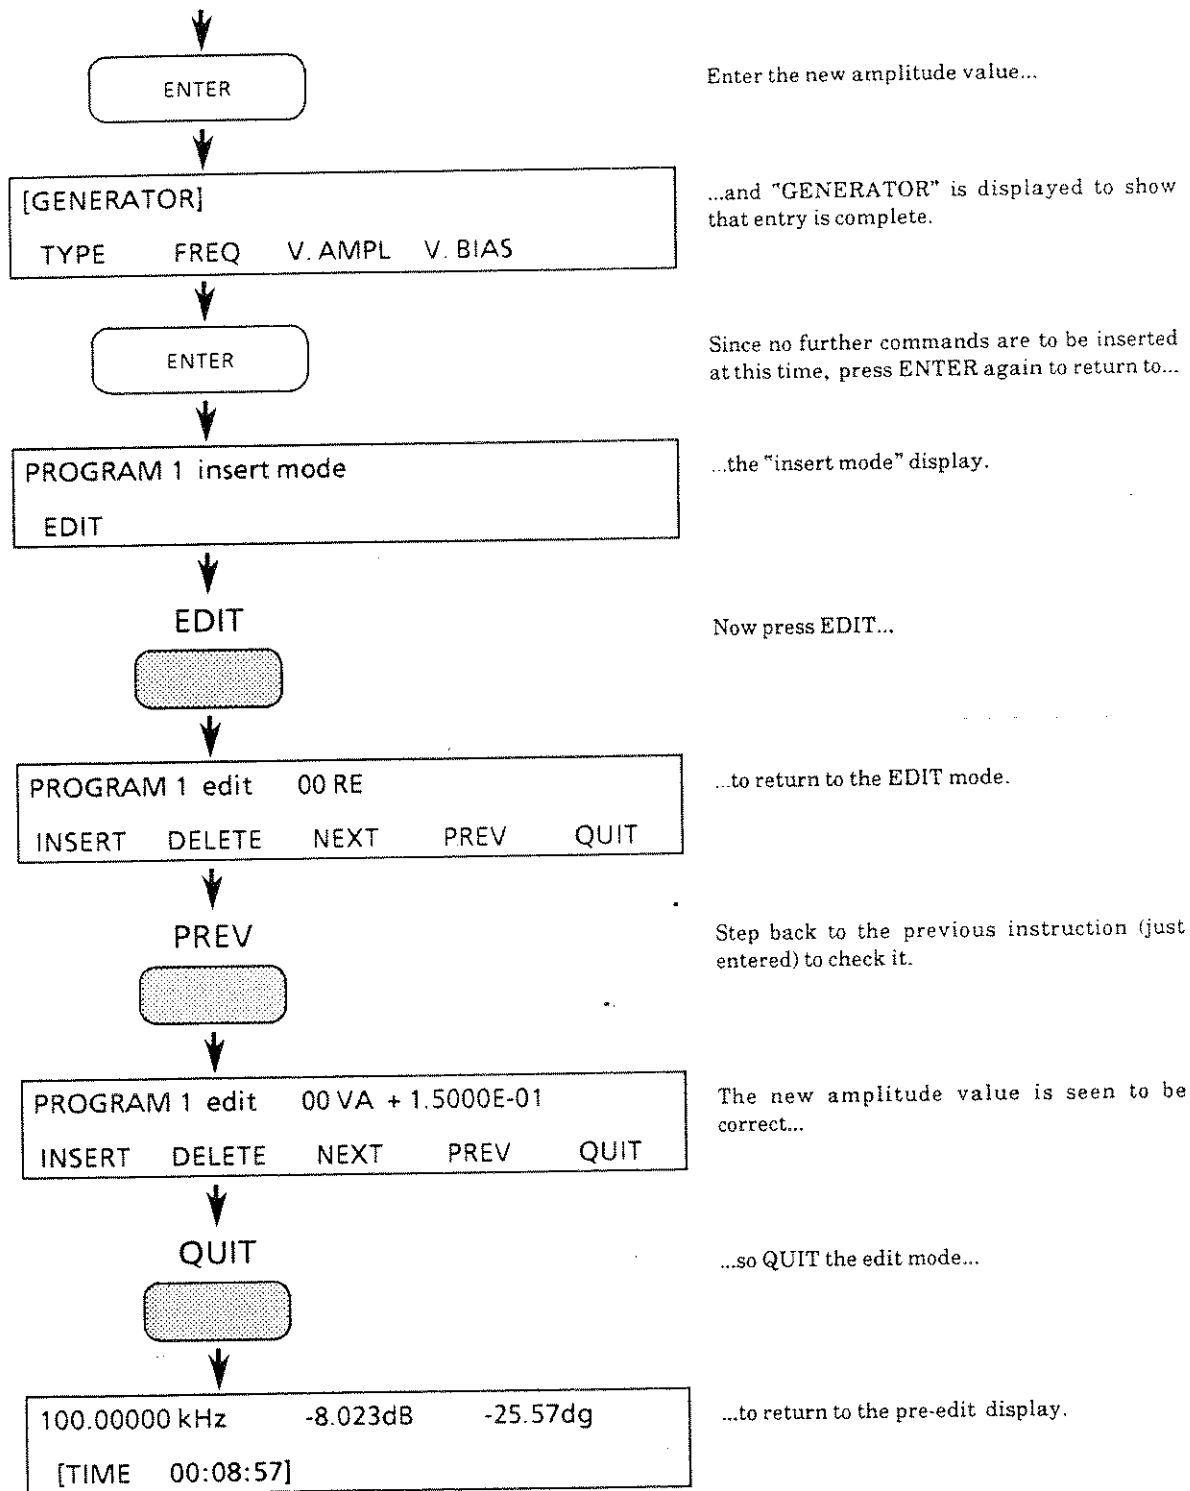 ENTER
Enter the new amplitude value...
[GENERATOR]
TYPE FREQ V. AMPL V. BIAS
...and "GENERATOR" is displayed to show
that entry is complete.
ENTER
Since no further commands are to be inserted
at this time, press ENTER again to return to...
PROGRAM 1 insert mode
EDIT
...the "insert mode" display.
EDIT
Now press EDIT...
PROGRAM 1 edit 00 RE
INSERT DELETE NEXT PREV QUIT
...to return to the EDIT mode.
PREV
Step back to the previous instruction (just
entered) to check it.
PROGRAM 1 edit 00 VA + 1.5000E-01
INSERT DELETE NEXT PREV QUIT
The new amplitude value is seen to be
correct...
QUIT
...so QUIT the edit mode...
100.00000 kHz -8.023dB -25.57dg
[TIME 00:08:57]
...to return to the pre-edit display.